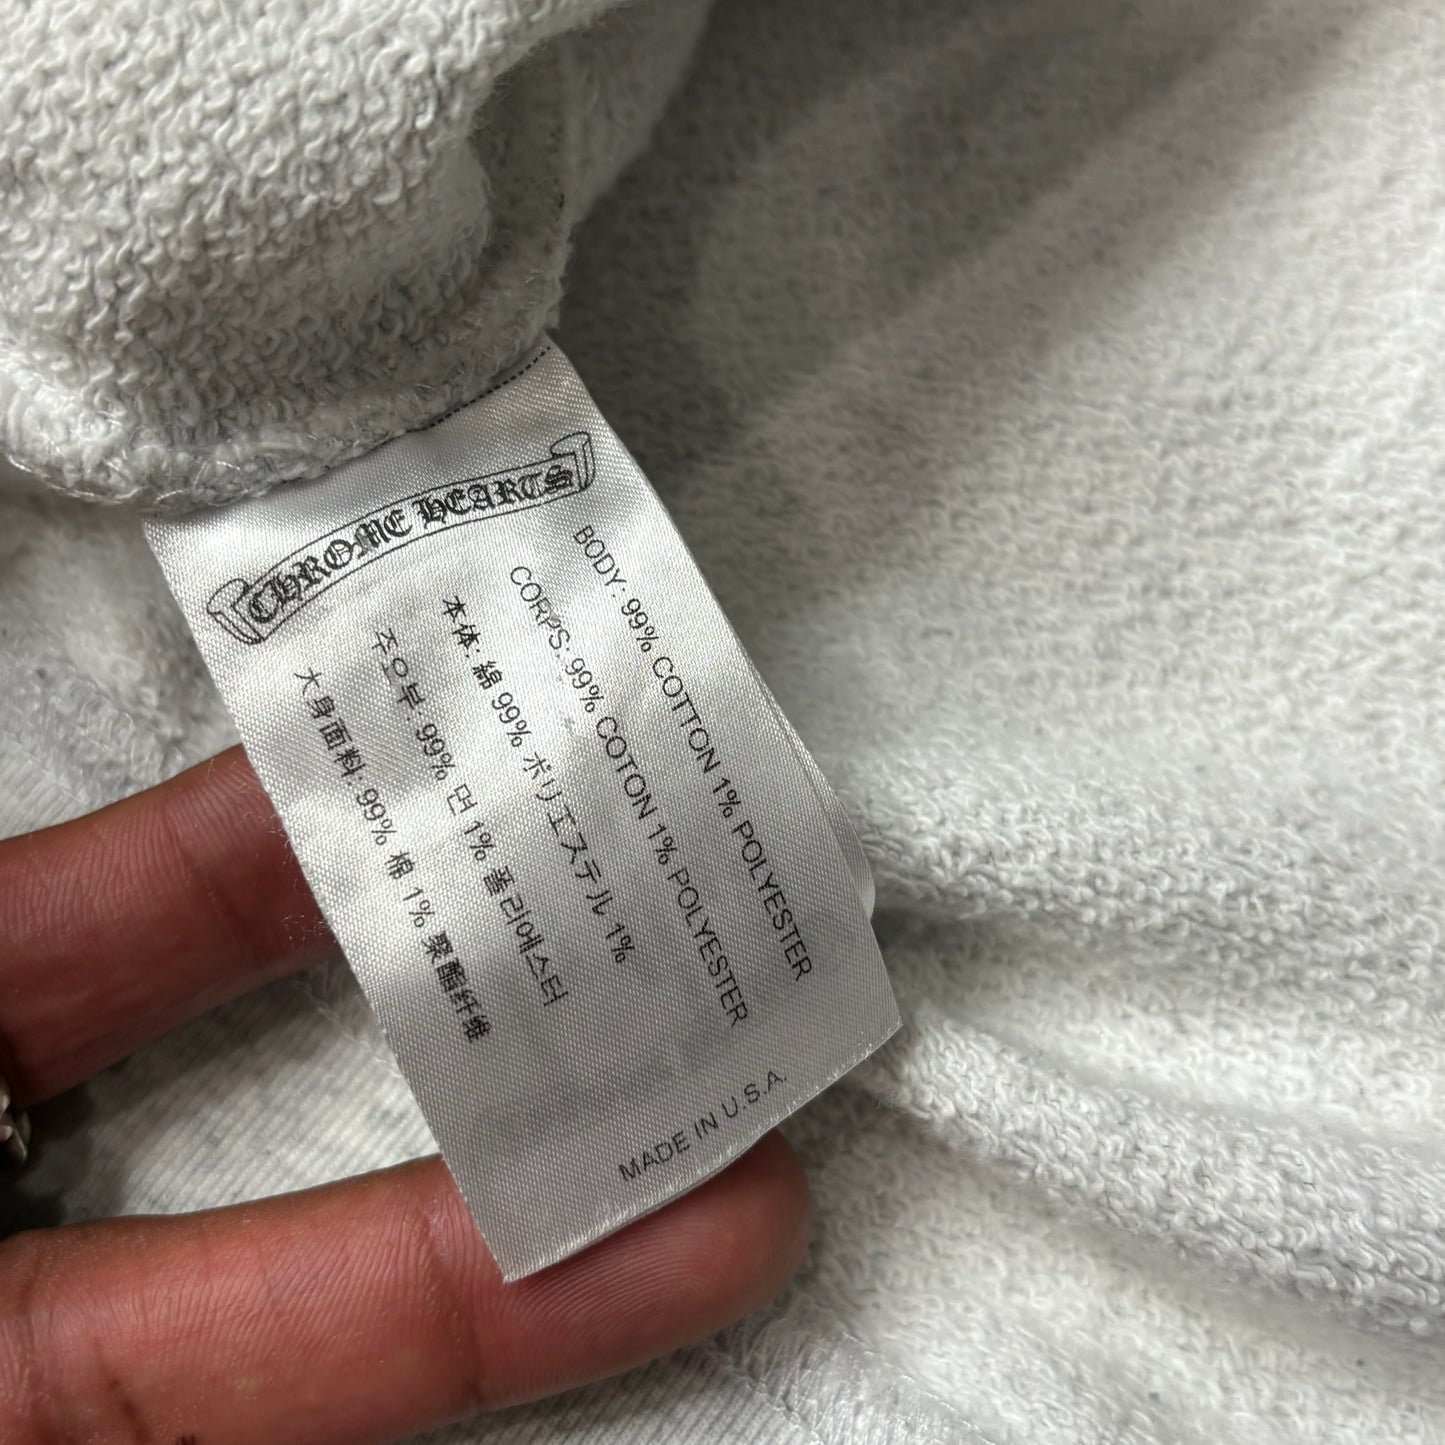 CHROME HEARTS
BODY: 99% COTTON 1% POLYESTER
CORPS: 99% COTON 1% POLYESTER
本体: 綿 99% ポリエステル 1%
주요부: 99% 면 1% 폴리에스터
大身面料: 99% 棉 1% 聚酯纤维
MADE IN U.S.A.